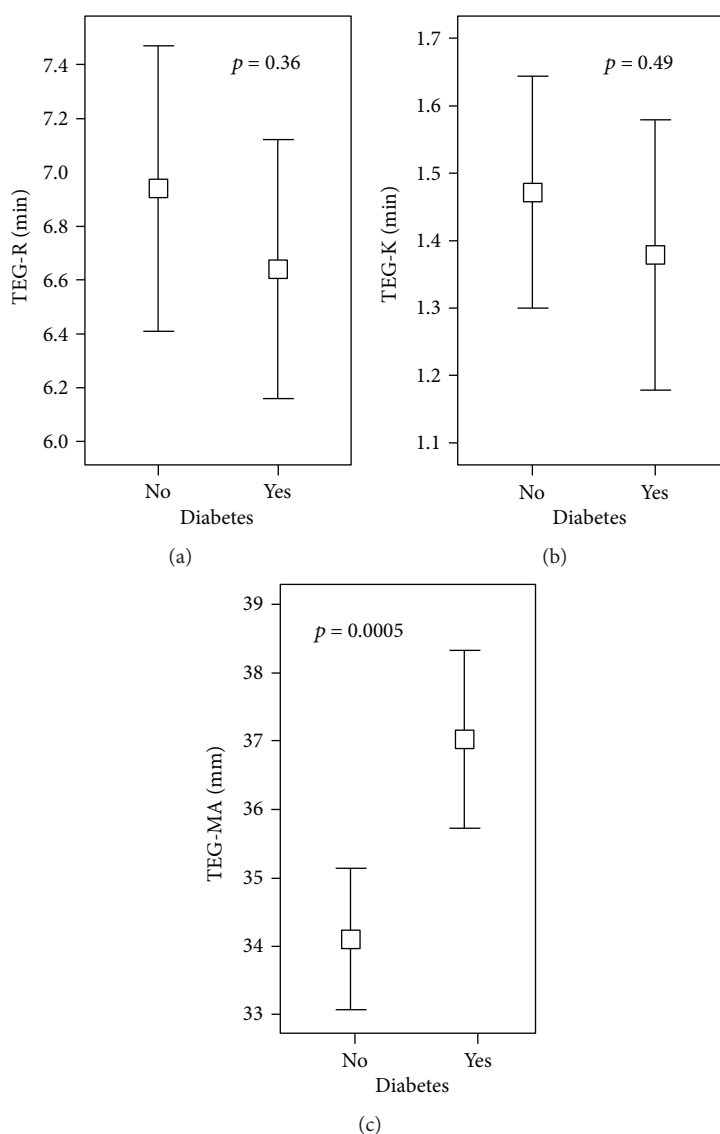 TEG-R (min)
7.4
7.2
7.0
6.8
6.6
6.4
6.2
6.0
p = 0.36
No Yes
Diabetes
(a)
TEG-K (min)
1.7
1.6
1.5
1.4
1.3
1.2
1.1
p = 0.49
No Yes
Diabetes
(b)
TEG-MA (mm)
39
38
37
36
35
34
33
p = 0.0005
No Yes
Diabetes
(c)